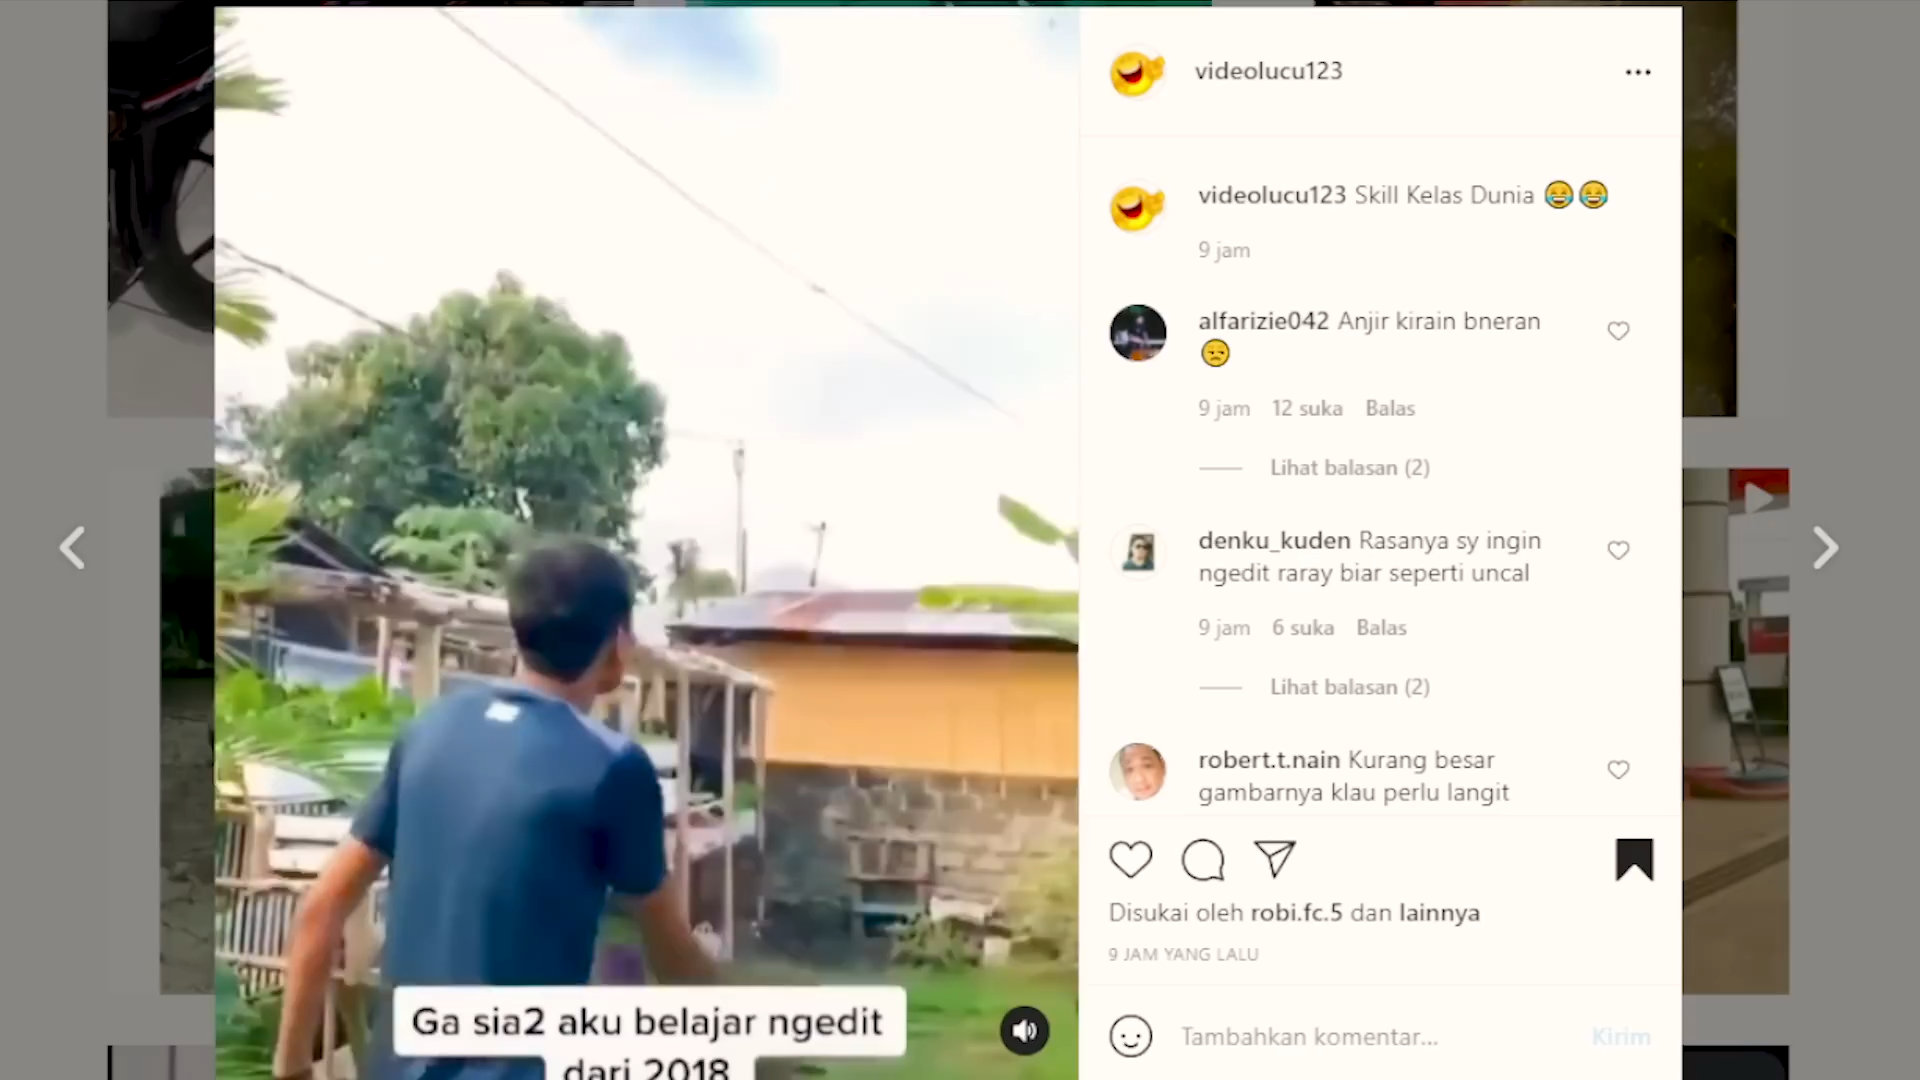 videolucu123
videolucu123 Skill Kelas Dunia 😂😂
9 jam
alfarizie042 Anjir kirain bneran
😒
9 jam 12 suka Balas
Lihat balasan (2)
denku_kuden Rasanya sy ingin
ngedit raray biar seperti uncal
9 jam 6 suka Balas
Lihat balasan (2)
robert.t.nain Kurang besar
gambarnya klau perlu langit
Disukai oleh robi.fc.5 dan lainnya
9 JAM YANG LALU
Tambahkan komentar... Kirim
Ga sia2 aku belajar ngedit
dari 2018